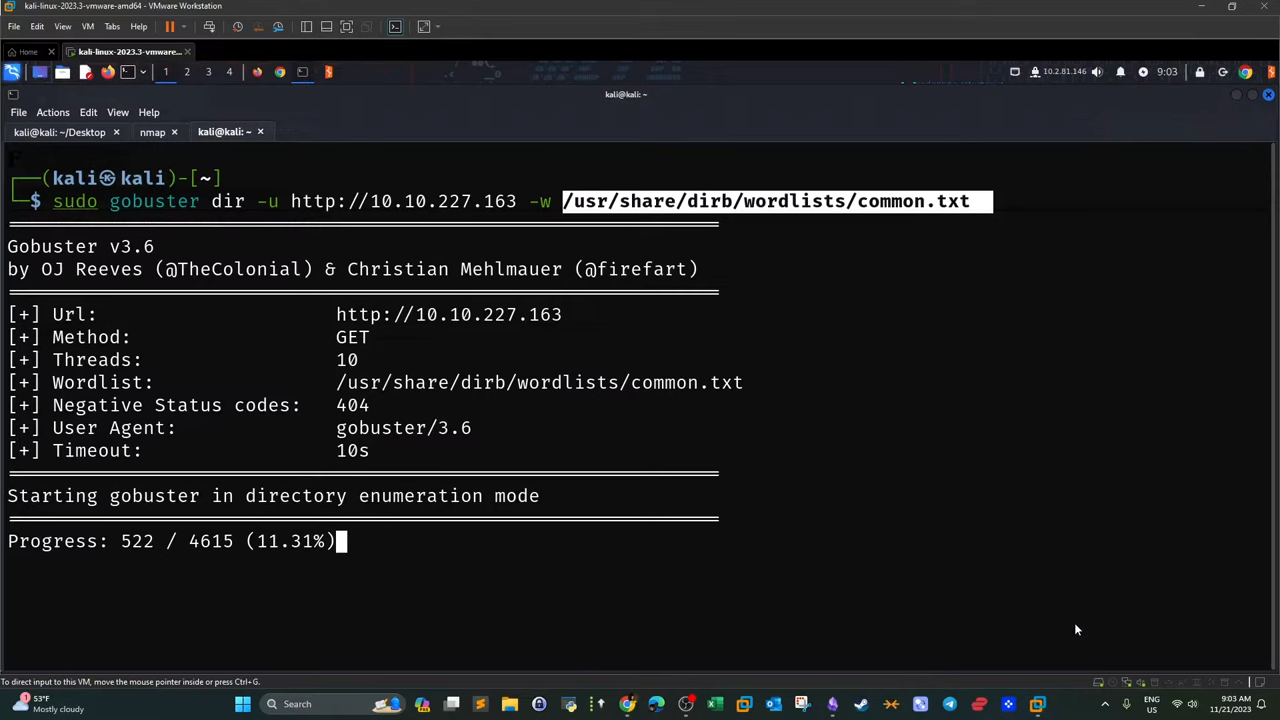 kali-linux-2023.3-vmware-amd64 - VMware Workstation
File Edit View VM Tabs Help
Home kali-linux-2023.3-vmware...
1 2 3 4 10.2.81.146 9:03
kali@kali: ~
File Actions Edit View Help
kali@kali: ~/Desktop nmap kali@kali: ~
┌──(kali㉿kali)-[~]
└─$ sudo gobuster dir -u http://10.10.227.163 -w /usr/share/dirb/wordlists/common.txt
===============================================================
Gobuster v3.6
by OJ Reeves (@TheColonial) & Christian Mehlmauer (@firefart)
===============================================================
[+] Url: http://10.10.227.163
[+] Method: GET
[+] Threads: 10
[+] Wordlist: /usr/share/dirb/wordlists/common.txt
[+] Negative Status codes: 404
[+] User Agent: gobuster/3.6
[+] Timeout: 10s
===============================================================
Starting gobuster in directory enumeration mode
===============================================================
Progress: 522 / 4615 (11.31%)
To direct input to this VM, move the mouse pointer inside or press Ctrl+G.
53°F
Mostly cloudy
Search
ENG
US
9:03 AM
11/21/2023